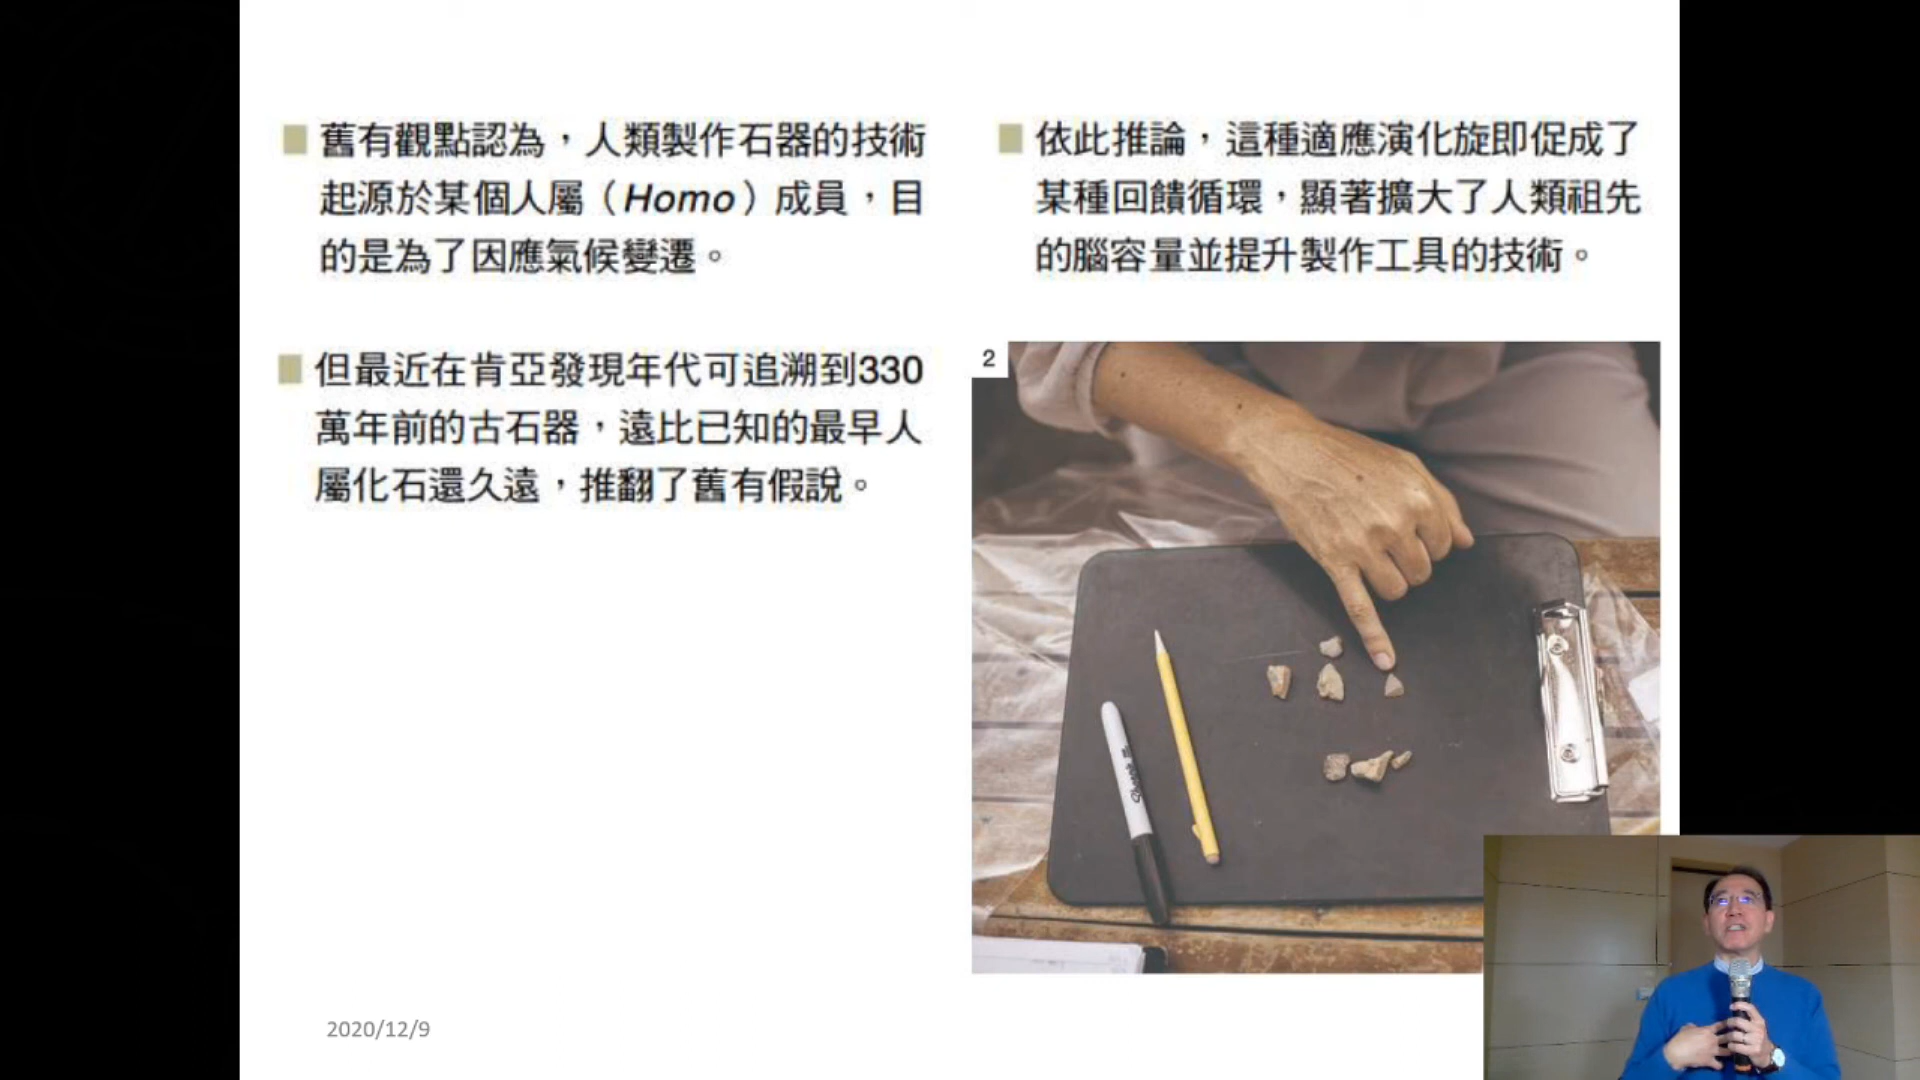 舊有觀點認為，人類製作石器的技術
起源於某個人屬（Homo）成員，目
的是為了因應氣候變遷。
但最近在肯亞發現年代可追溯到330
萬年前的古石器，遠比已知的最早人
屬化石還久遠，推翻了舊有假說。
依此推論，這種適應演化旋即促成了
某種回饋循環，顯著擴大了人類祖先
的腦容量並提升製作工具的技術。
2
Sharpie
2020/12/9